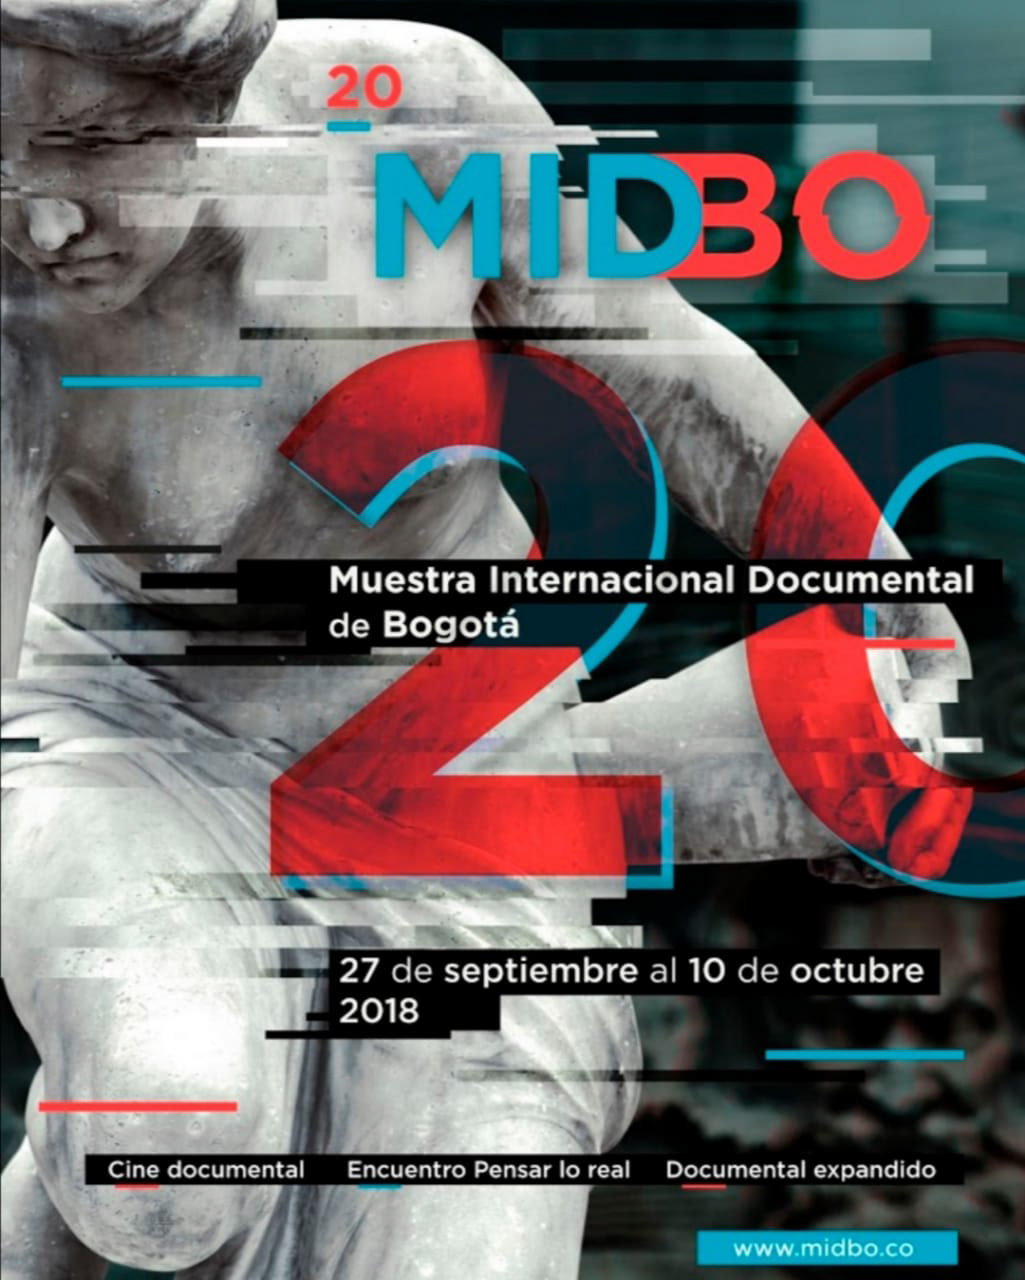 20
MIDBO
20
Muestra Internacional Documental
de Bogotá
27 de septiembre al 10 de octubre
2018
Cine documental Encuentro Pensar lo real Documental expandido
www.midbo.co